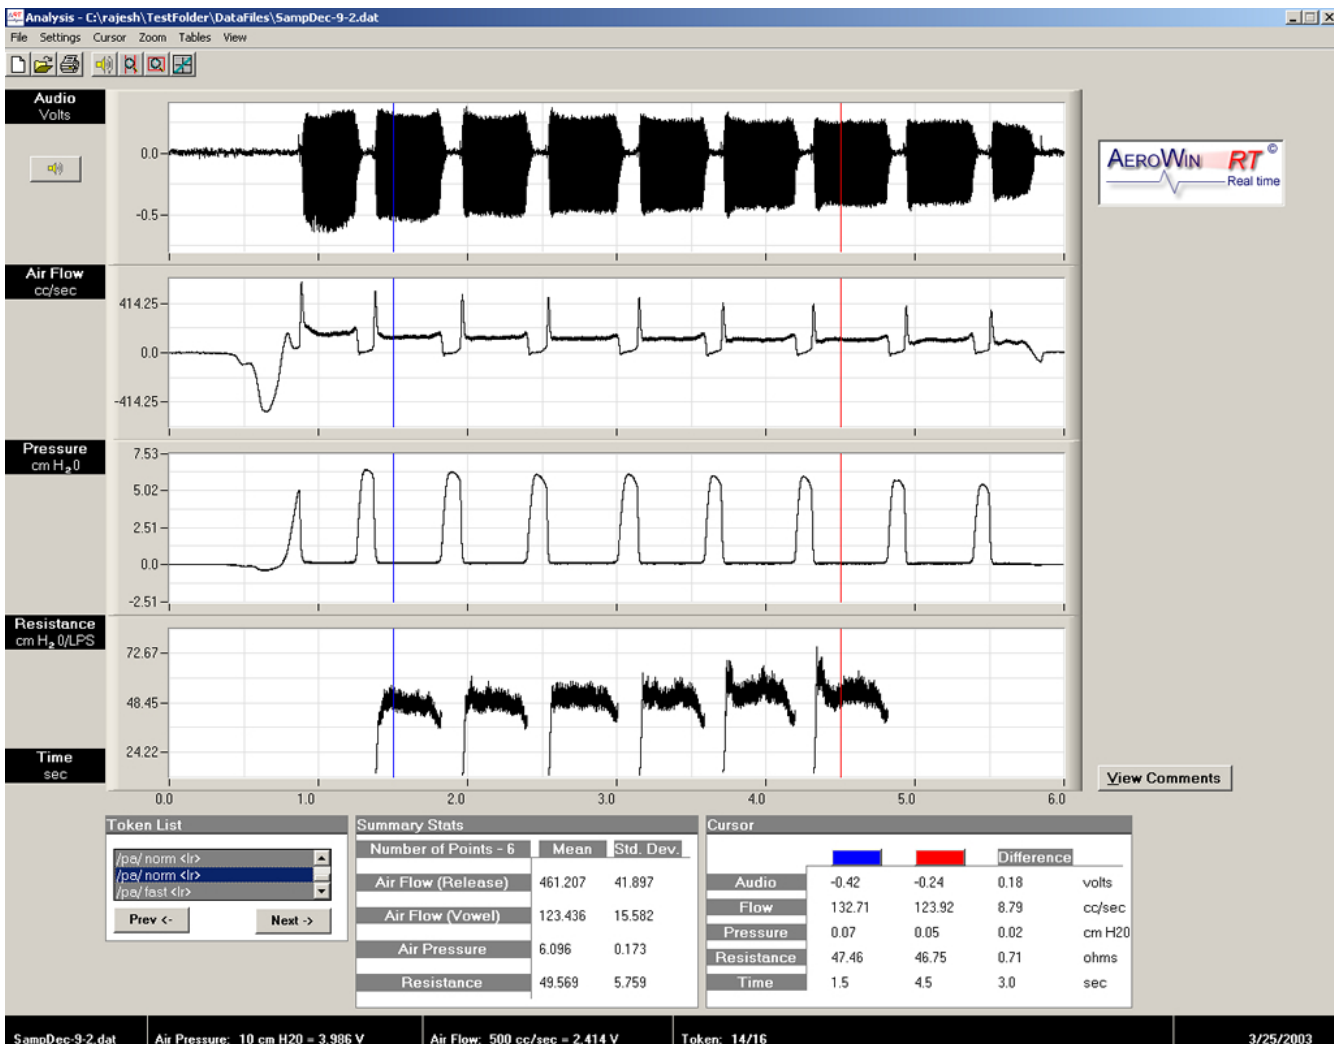 Analysis - C:\rajesh\TestFolder\DataFiles\SampDec-9-2.dat
File Settings Cursor Zoom Tables View
Audio
Volts
0.0
-0.5
AEROWIN RT ©
Real time
Air Flow
cc/sec
414.25
0.0
-414.25
Pressure
cm H₂0
7.53
5.02
2.51
0.0
-2.51
Resistance
cm H₂0/LPS
72.67
48.45
24.22
Time
sec
0.0 1.0 2.0 3.0 4.0 5.0 6.0
View Comments
Token List
/pa/ norm <lr>
/pa/ norm <lr>
/pa/ fast <lr>
Prev <- Next ->
Summary Stats
Number of Points - 6 Mean Std. Dev.
Air Flow (Release) 461.207 41.897
Air Flow (Vowel) 123.436 15.582
Air Pressure 6.096 0.173
Resistance 49.569 5.759
Cursor
Difference
Audio -0.42 -0.24 0.18 volts
Flow 132.71 123.92 8.79 cc/sec
Pressure 0.07 0.05 0.02 cm H20
Resistance 47.46 46.75 0.71 ohms
Time 1.5 4.5 3.0 sec
SampDec-9-2.dat Air Pressure: 10 cm H20 = 3.986 V Air Flow: 500 cc/sec = 2.414 V Token: 14/16 3/25/2003